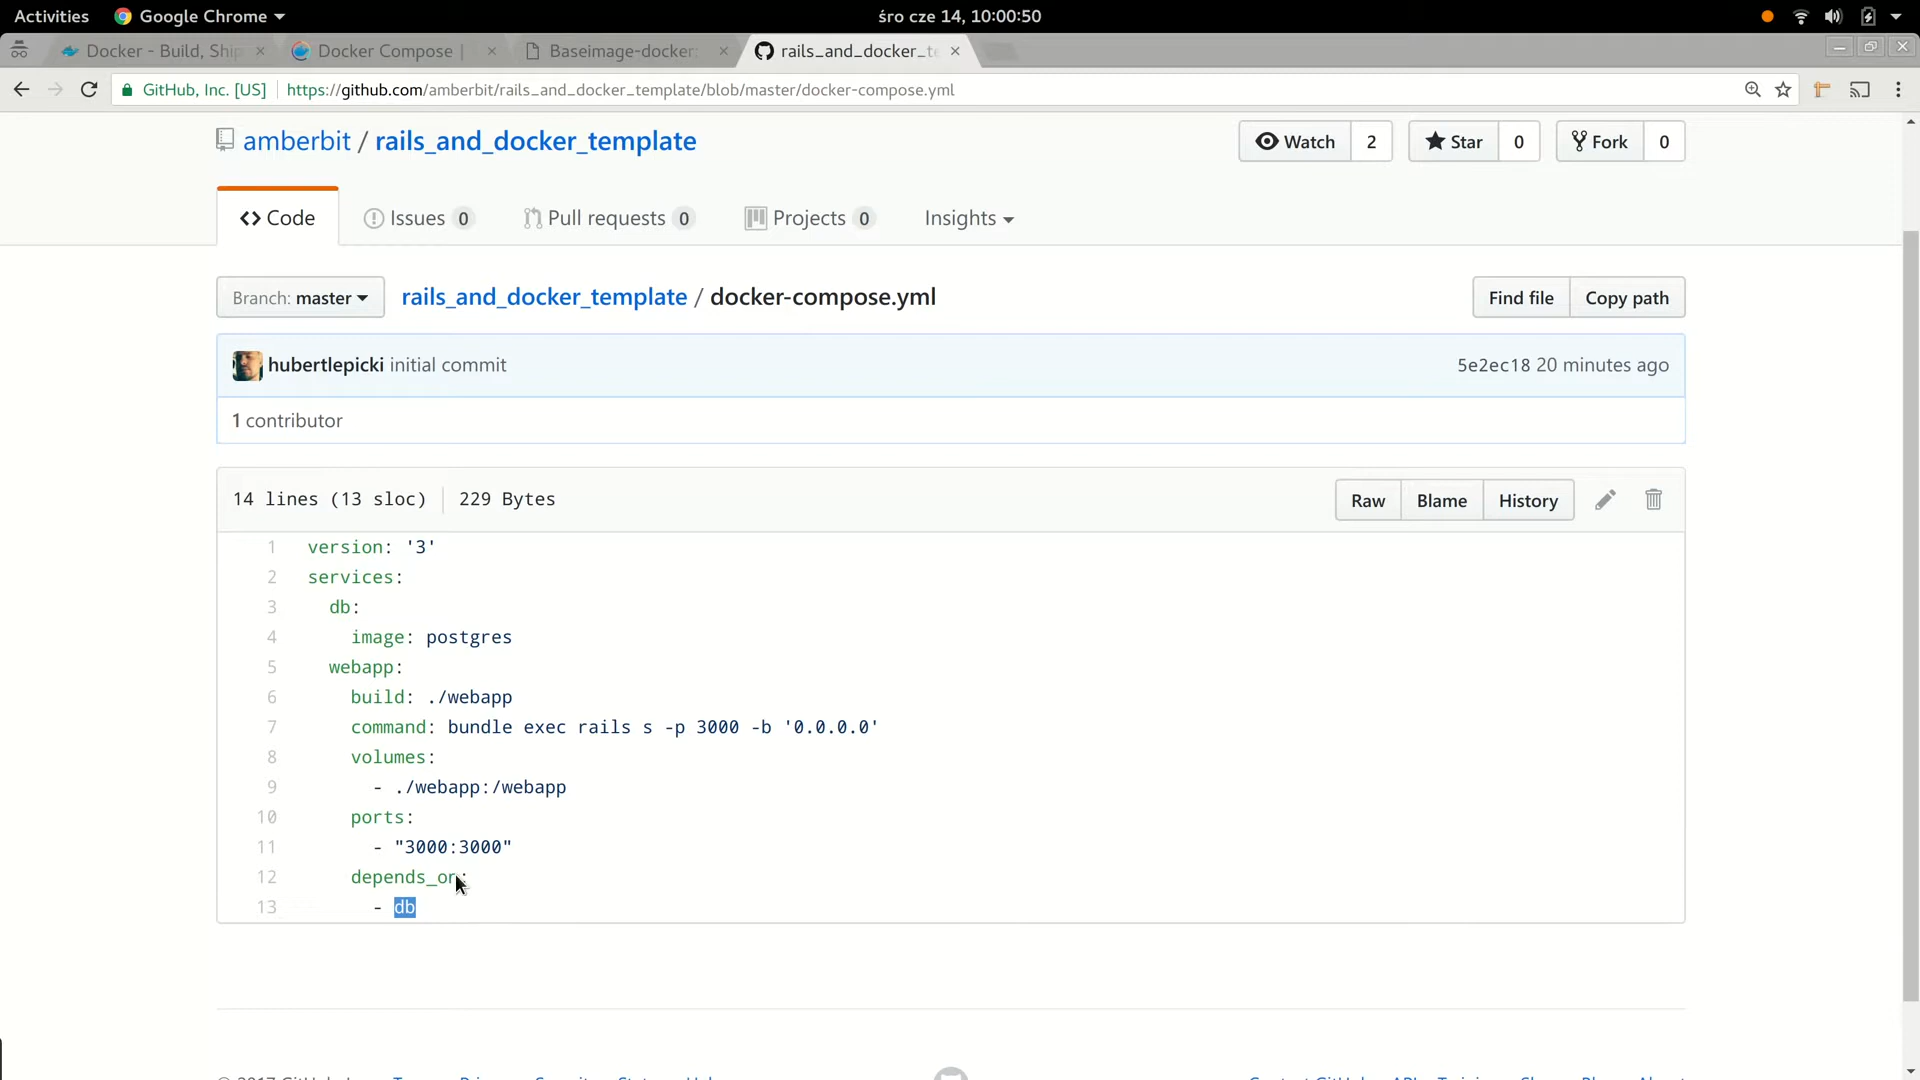 Activities Google Chrome śro cze 14, 10:00:50
Docker - Build, Ship Docker Compose | Baseimage-docker: rails_and_docker_te
GitHub, Inc. [US] https://github.com/amberbit/rails_and_docker_template/blob/master/docker-compose.yml
amberbit / rails_and_docker_template Watch 2 Star 0 Fork 0
Code Issues 0 Pull requests 0 Projects 0 Insights
Branch: master rails_and_docker_template / docker-compose.yml Find file Copy path
hubertlepicki initial commit 5e2ec18 20 minutes ago
1 contributor
14 lines (13 sloc) 229 Bytes Raw Blame History
1 version: '3'
2 services:
3 db:
4 image: postgres
5 webapp:
6 build: ./webapp
7 command: bundle exec rails s -p 3000 -b '0.0.0.0'
8 volumes:
9 - ./webapp:/webapp
10 ports:
11 - "3000:3000"
12 depends_on:
13 - db